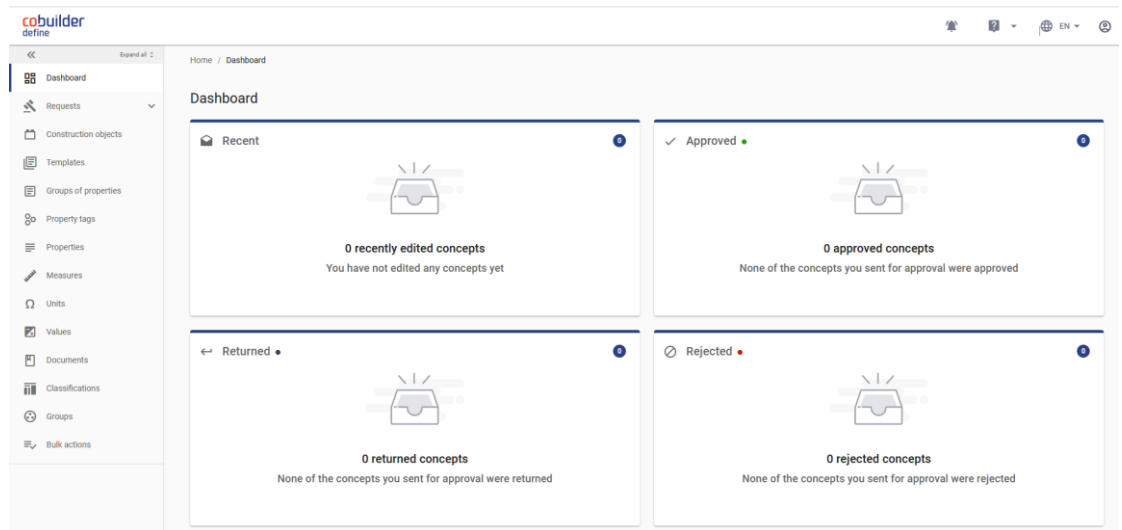 cobuilder
define
EN
Expand all
Home / Dashboard
Dashboard
Requests
Construction objects
Templates
Groups of properties
Property tags
Properties
Measures
Units
Values
Documents
Classifications
Groups
Bulk actions
Dashboard
Recent 0
0 recently edited concepts
You have not edited any concepts yet
Approved 0
0 approved concepts
None of the concepts you sent for approval were approved
Returned 0
0 returned concepts
None of the concepts you sent for approval were returned
Rejected 0
0 rejected concepts
None of the concepts you sent for approval were rejected